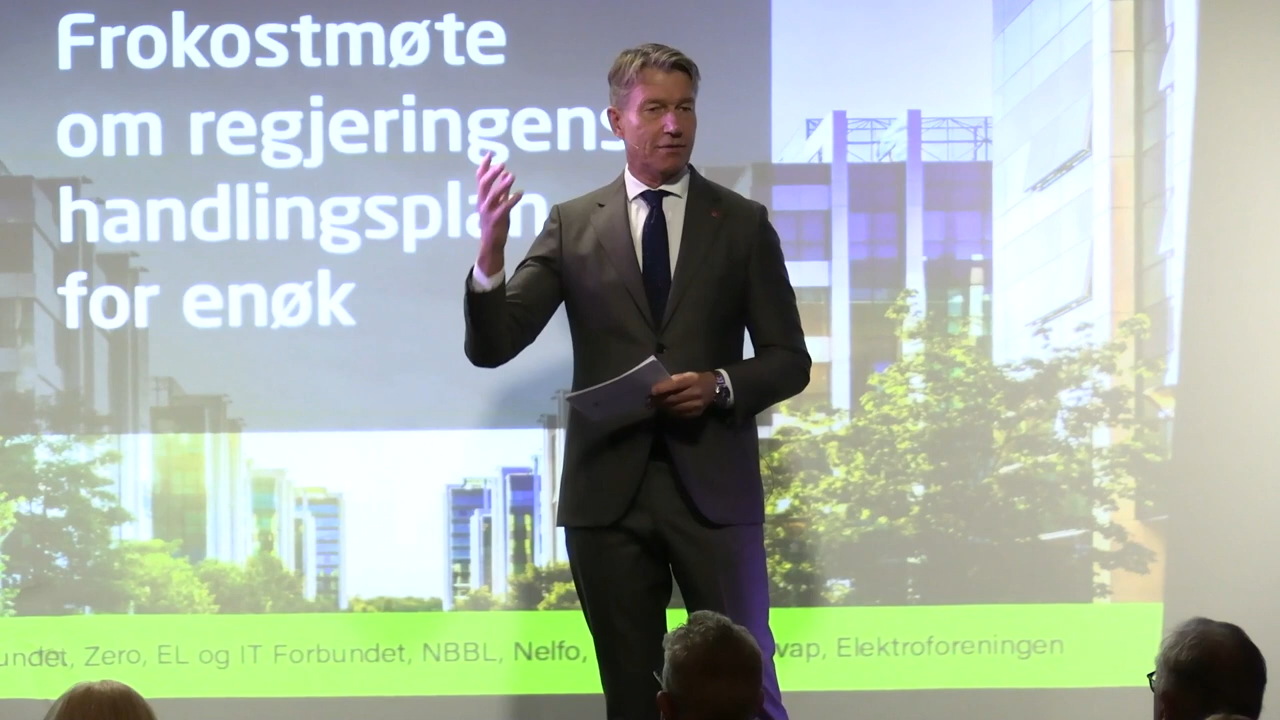 Frokostmøte
om regjeringens
handlingsplan
for enøk
Zero, EL og IT Forbundet, NBBL, Nelfo, Elektroforeningen